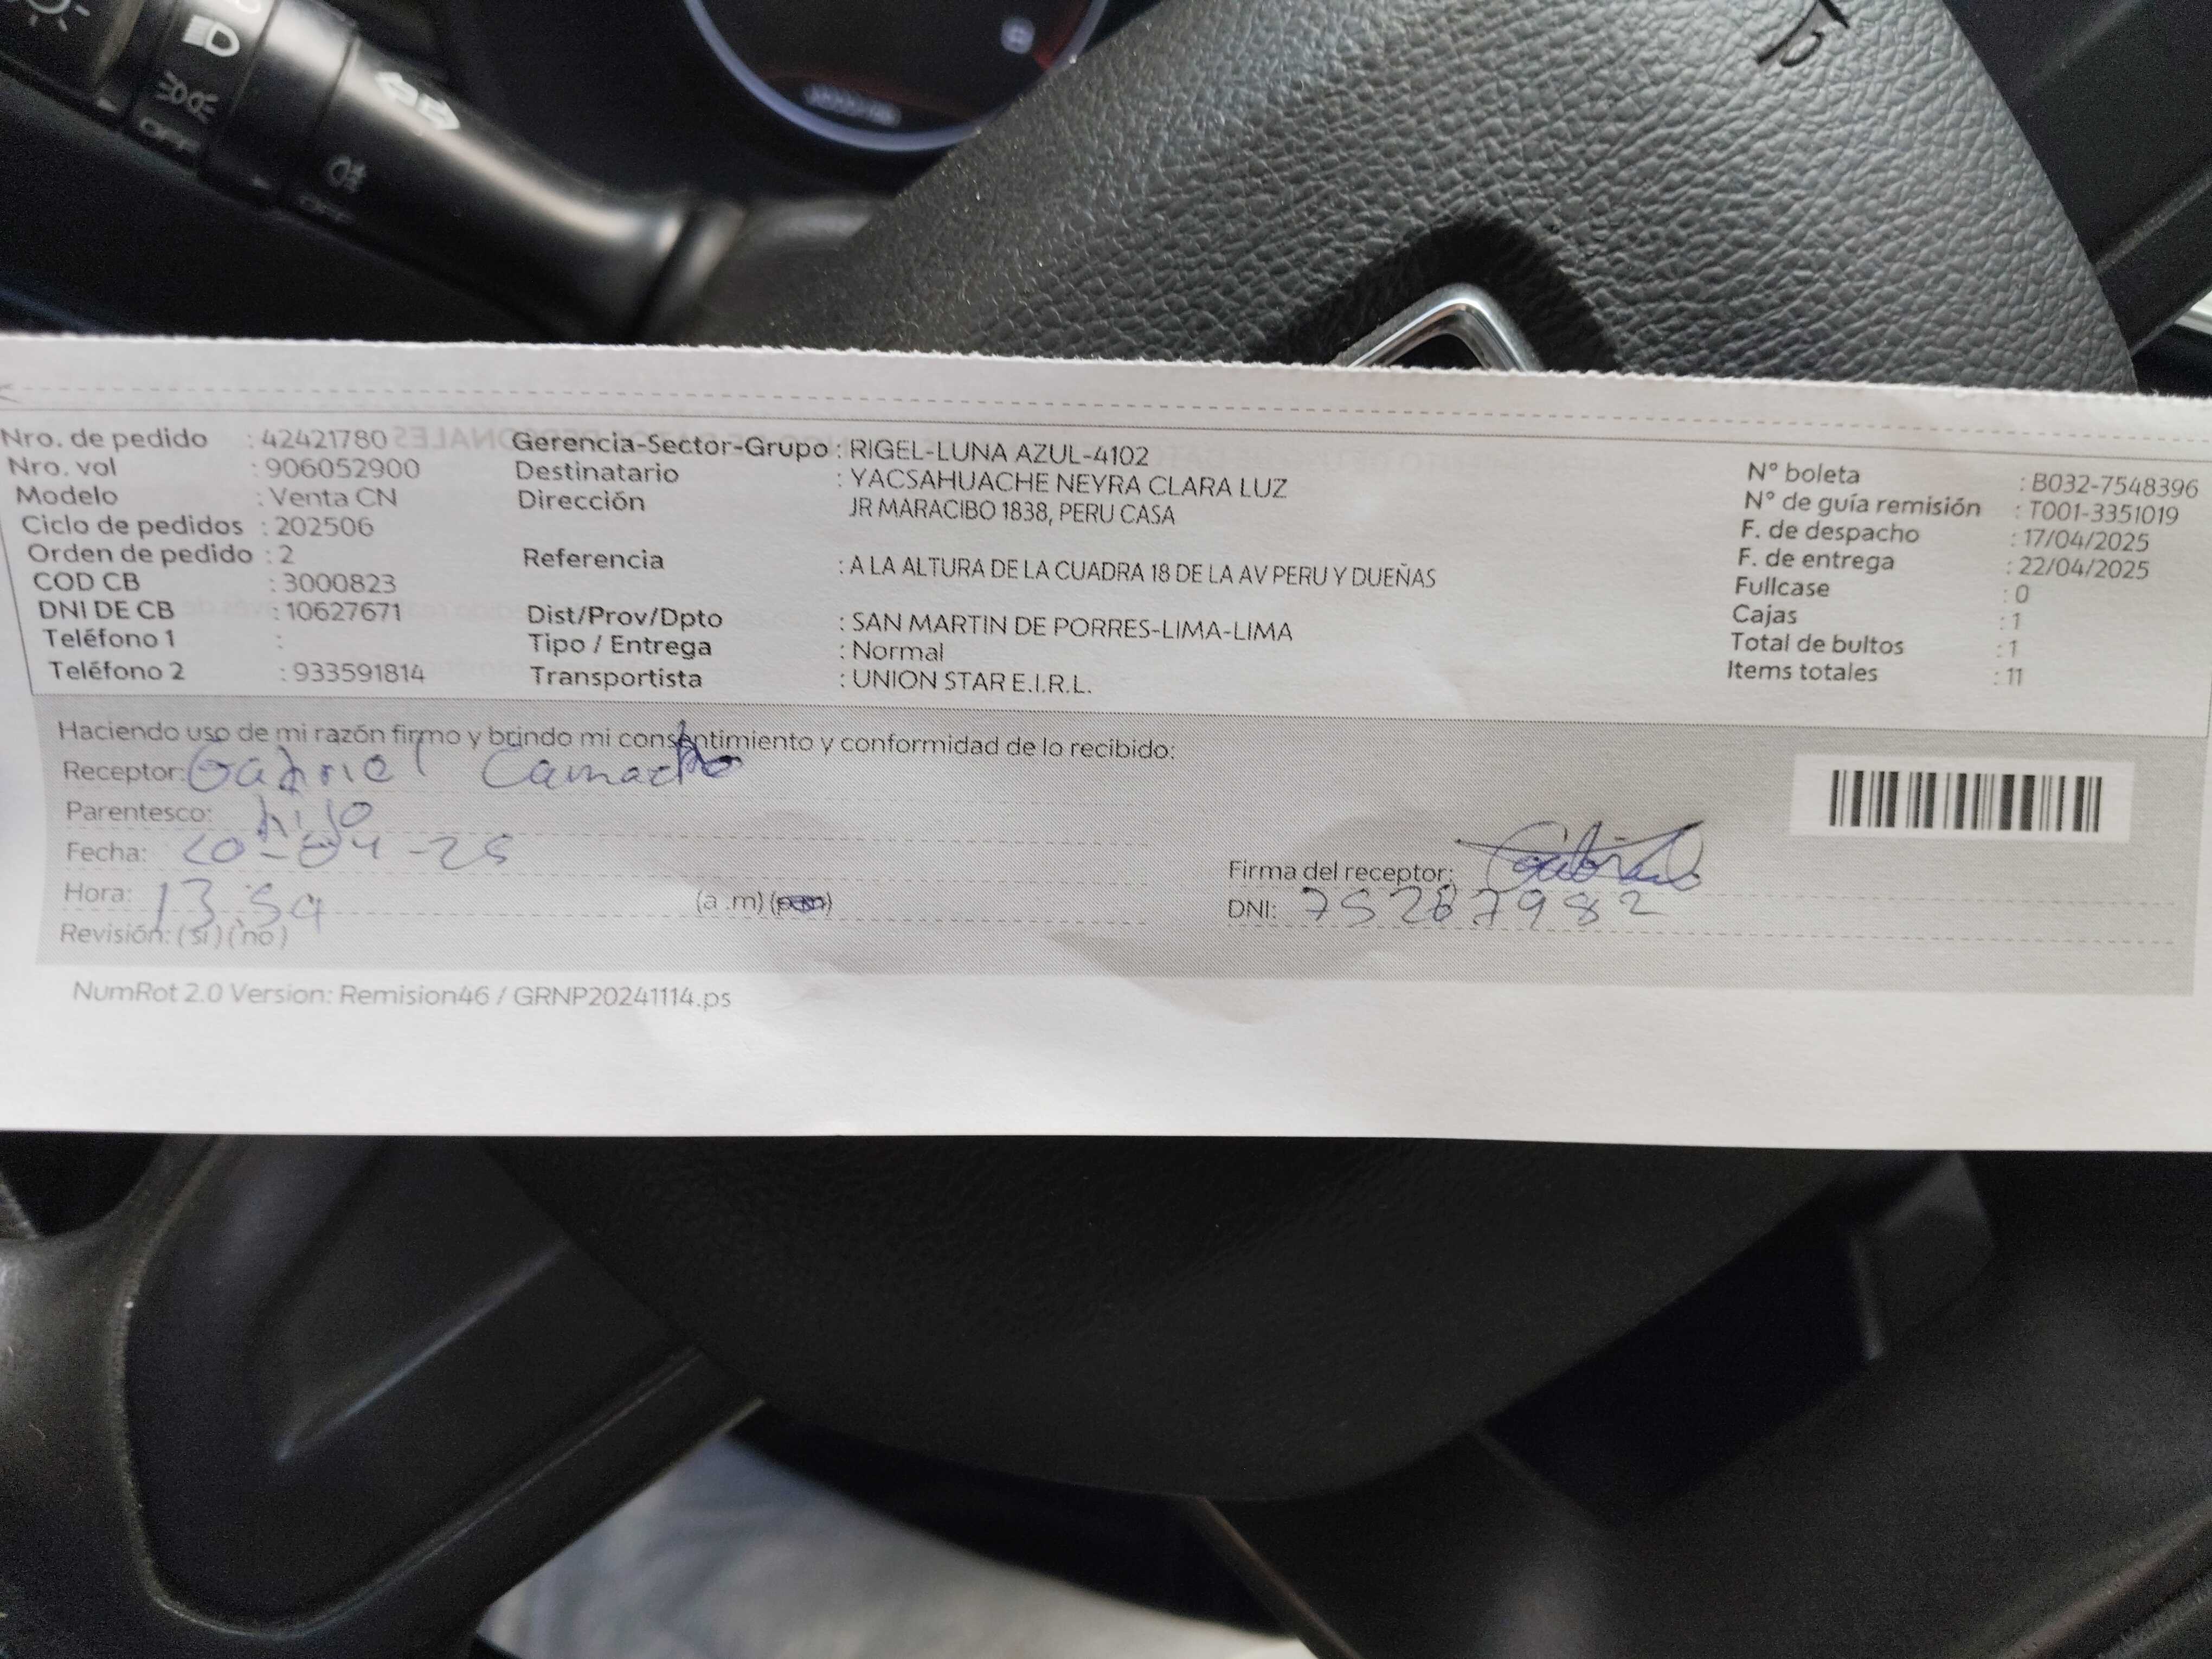 OFF
OFF
Nro. de pedido : 42421780
Nro. vol : 906052900
Modelo : Venta CN
Ciclo de pedidos : 202506
Orden de pedido : 2
COD CB : 3000823
DNI DE CB : 10627671
Teléfono 1 :
Teléfono 2 : 933591814
Gerencia-Sector-Grupo : RIGEL-LUNA AZUL-4102
Destinatario : YACSAHUACHE NEYRA CLARA LUZ
Dirección JR MARACIBO 1838, PERU CASA
Referencia : A LA ALTURA DE LA CUADRA 18 DE LA AV PERU Y DUEÑAS
Dist/Prov/Dpto : SAN MARTIN DE PORRES-LIMA-LIMA
Tipo / Entrega : Normal
Transportista : UNION STAR E.I.R.L.
N° boleta : B032-7548396
N° de guía remisión : T001-3351019
F. de despacho : 17/04/2025
F. de entrega : 22/04/2025
Fullcase : 0
Cajas : 1
Total de bultos : 1
Items totales : 11
Haciendo uso de mi razón firmo y brindo mi consentimiento y conformidad de lo recibido:
Receptor: Gabriel Camacho
Parentesco: hijo
Fecha: 20-04-25
Hora: 13:54 (a .m) (p.m)
Revisión: (si) (no)
Firma del receptor:
DNI: 75287982
NumRot 2.0 Version: Remision46 / GRNP20241114.ps